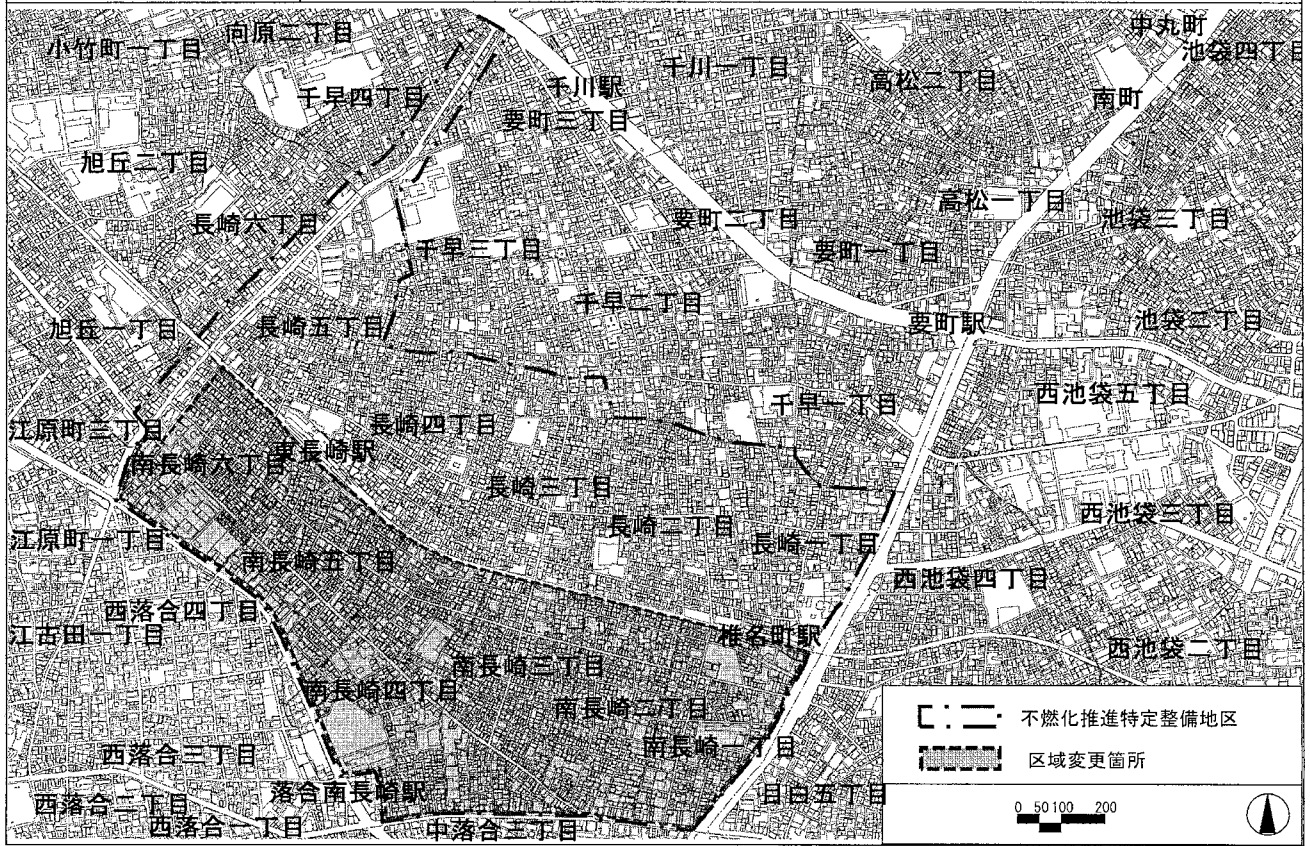 中丸町
小竹町一丁目
向原二丁目
池袋四丁目
千川一丁目
高松二丁目
千早四丁目
千川駅
南町
要町三丁目
旭丘二丁目
高松一丁目
長崎六丁目
要町二丁目
池袋三丁目
千早三丁目
要町一丁目
千早二丁目
旭丘一丁目
長崎五丁目
要町駅
池袋二丁目
西池袋五丁目
千早一丁目
江原町三丁目
長崎四丁目
東長崎駅
南長崎六丁目
長崎三丁目
西池袋三丁目
長崎二丁目
江原町一丁目
長崎一丁目
南長崎五丁目
西池袋四丁目
西落合四丁目
江古田一丁目
椎名町駅
西池袋二丁目
南長崎三丁目
南長崎四丁目
南長崎二丁目
南長崎一丁目
西落合三丁目
目白五丁目
落合南長崎駅
西落合二丁目
西落合一丁目
中落合三丁目
不燃化推進特定整備地区
区域変更箇所
0 50 100 200